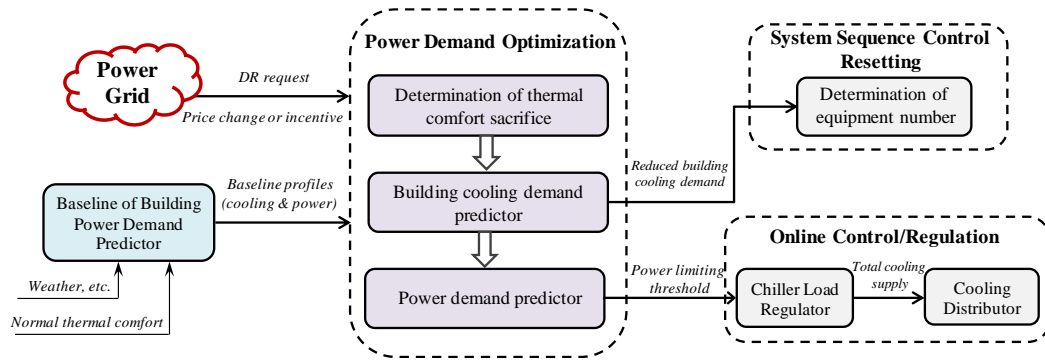 Power
Grid
DR request
Price change or incentive
Baseline of Building
Power Demand
Predictor
Baseline profiles
(cooling & power)
Weather, etc.
Normal thermal comfort
Power Demand Optimization
Determination of thermal
comfort sacrifice
Building cooling demand
predictor
Power demand predictor
System Sequence Control
Resetting
Determination of
equipment number
Reduced building
cooling demand
Online Control/Regulation
Power limiting
threshold
Chiller Load
Regulator
Total cooling
supply
Cooling
Distributor